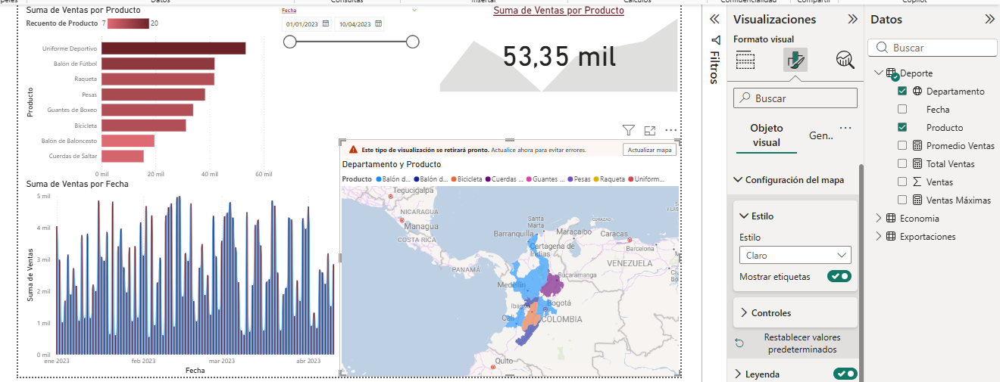 Datos
Consultas
Insertar
Cálculos
Confidencialidad
Compartir
Copilot
Suma de Ventas por Producto
Recuento de Producto 7 20
Producto
Uniforme Deportivo
Balón de Fútbol
Raqueta
Pesas
Guantes de Boxeo
Bicicleta
Balón de Baloncesto
Cuerdas de Saltar
0 mil 20 mil 40 mil 60 mil
Fecha
01/01/2023 10/04/2023
Suma de Ventas por Producto
53,35 mil
Suma de Ventas por Fecha
Suma de Ventas
5 mil
4 mil
3 mil
2 mil
1 mil
0 mil
ene 2023 feb 2023 mar 2023 abr 2023
Fecha
Este tipo de visualización se retirará pronto. Actualice ahora para evitar errores. Actualizar mapa
Departamento y Producto
Producto Balón d... Balón d... Bicicleta Cuerdas ... Guantes ... Pesas Raqueta Uniform...
Tegucigalpa
NICARAGUA
Managua
COSTA RICA
PANAMÁ
Santa
Marta
CURAZAO
Barranquilla
Maracaibo
Caracas
Cartagena de
Indias
Barcelona
VENEZUELA
Bucaramanga
Medellín
Bogotá
Cali
COLOMBIA
Quito
Filtros
Visualizaciones
Formato visual
Buscar
Objeto
visual
Gen..
Configuración del mapa
Estilo
Estilo
Claro
Mostrar etiquetas
Controles
Restablecer valores
predeterminados
Leyenda
Datos
Buscar
Deporte
Departamento
Fecha
Producto
Promedio Ventas
Total Ventas
Ventas
Ventas Máximas
Economia
Exportaciones